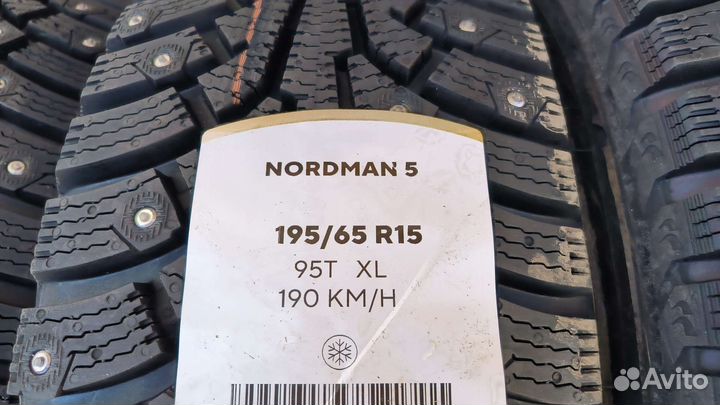 NORDMAN 5
195/65 R15
95T XL
190 KM/H
Avito